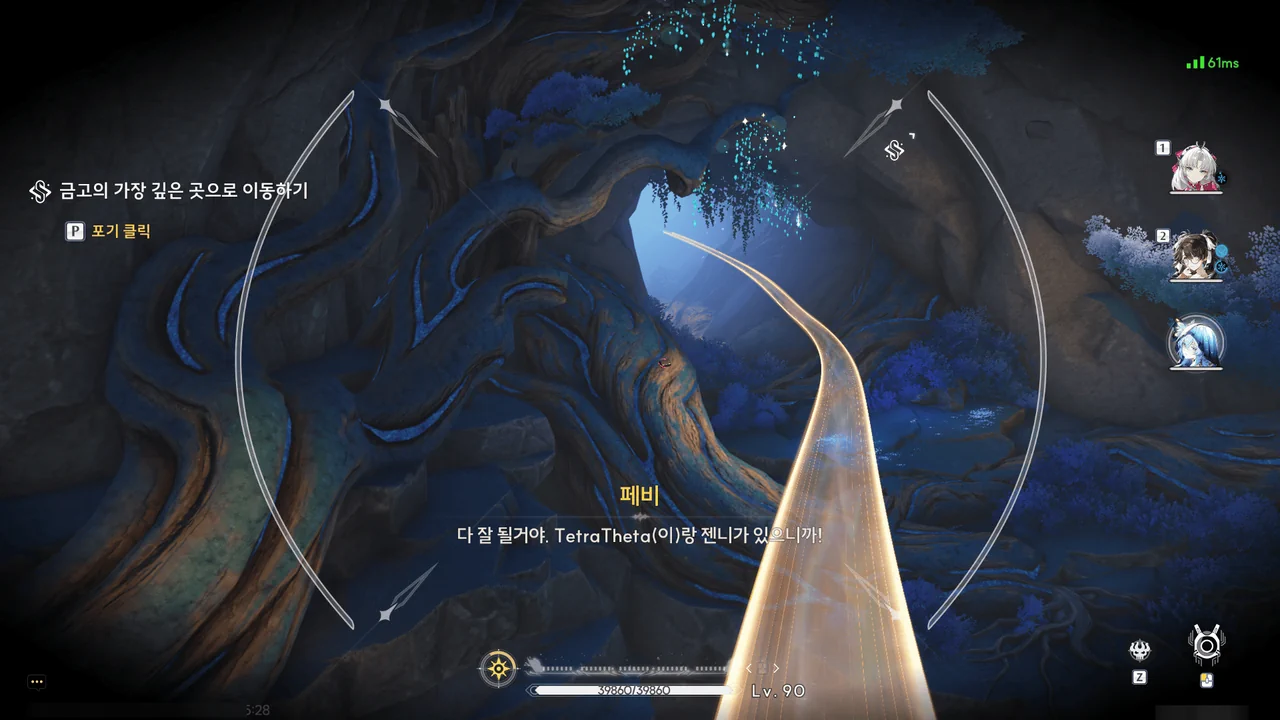 61ms
1
금고의 가장 깊은 곳으로 이동하기
P 포기 클릭
2
페비
다 잘 될거야. TetraTheta(이)랑 젠니가 있으니까!
39860/39860
Lv. 90
Z
5:28